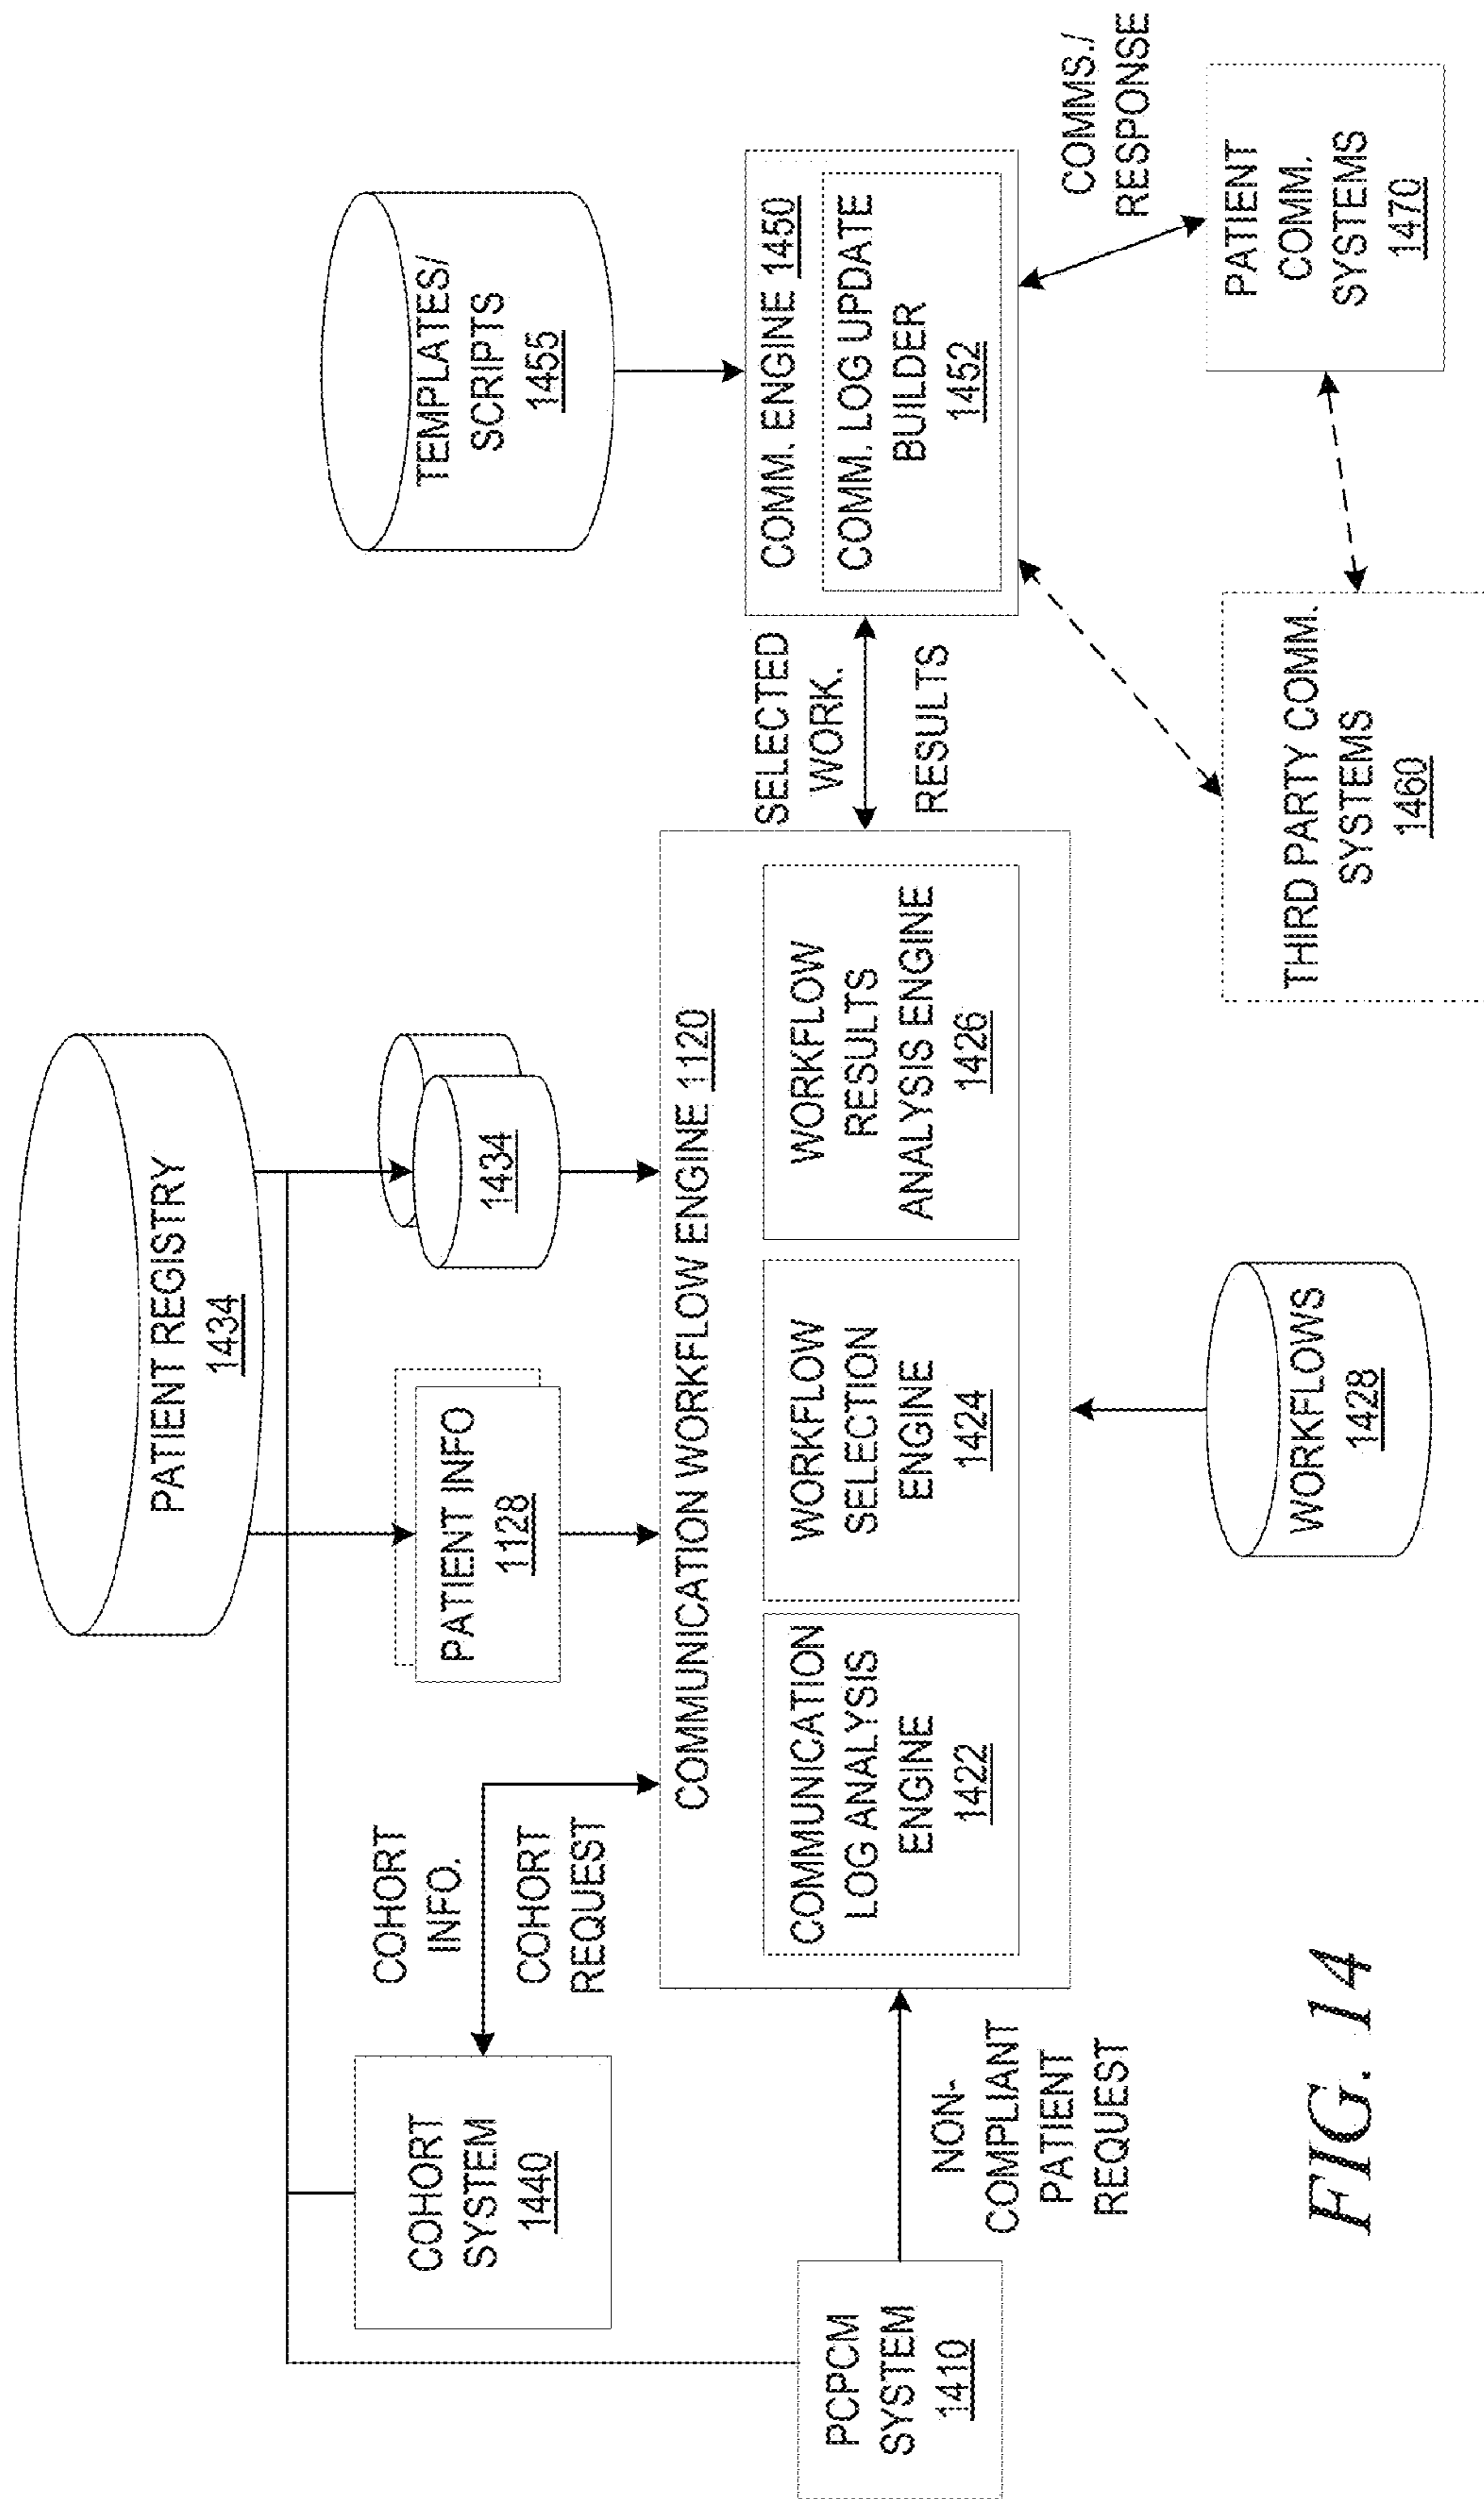 PATIENT REGISTRY
1434
TEMPLATES/
SCRIPTS
1455
COHORT
SYSTEM
1440
COHORT
INFO.
COHORT
REQUEST
PATIENT INFO
1128
1434
PCPCM
SYSTEM
1410
NON-
COMPLIANT
PATIENT
REQUEST
COMMUNICATION WORKFLOW ENGINE 1120
COMMUNICATION
LOG ANALYSIS
ENGINE
1422
WORKFLOW
SELECTION
ENGINE
1424
WORKFLOW
RESULTS
ANALYSIS ENGINE
1426
SELECTED
WORK.
RESULTS
COMM. ENGINE 1450
COMM. LOG UPDATE
BUILDER
1452
COMMS./
RESPONSE
WORKFLOWS
1428
THIRD PARTY COMM.
SYSTEMS
1460
PATIENT
COMM.
SYSTEMS
1470
FIG. 14